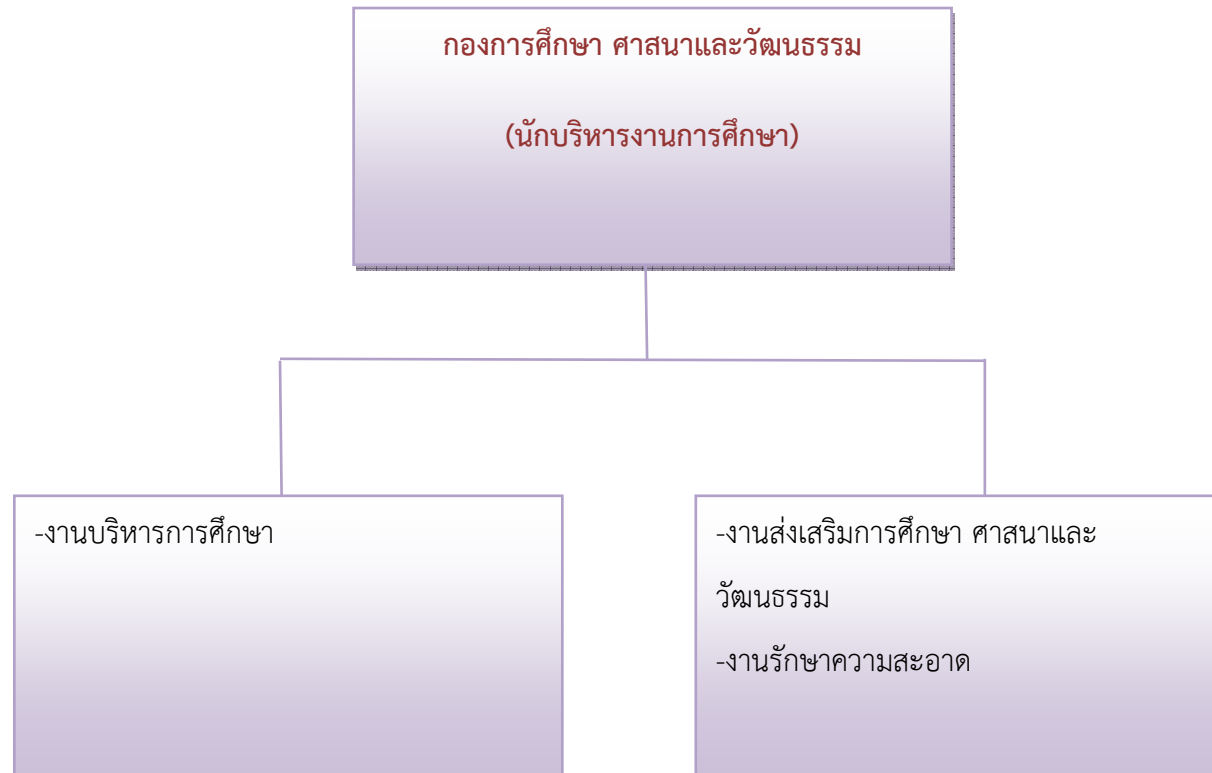 กองการศึกษา ศาสนาและวัฒนธรรม
(นักบริหารงานการศึกษา)
-งานบริหารการศึกษา
-งานส่งเสริมการศึกษา ศาสนาและ
วัฒนธรรม
-งานรักษาความสะอาด